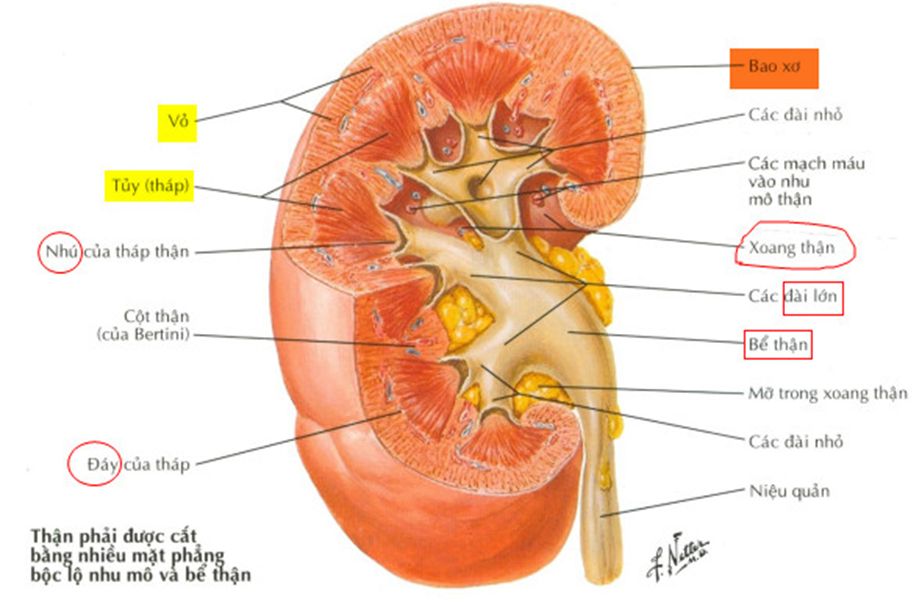 Bao xơ
Các đài nhỏ
Vỏ
Các mạch máu
vào nhu
mô thận
Tủy (tháp)
Nhú của tháp thận
Xoang thận
Các đài lớn
Cột thận
(của Bertini)
Bể thận
Mỡ trong xoang thận
Các đài nhỏ
Đáy của tháp
Niệu quản
Thận phải được cắt
bằng nhiều mặt phẳng
bộc lộ nhu mô và bể thận
F. Netter
M.D.